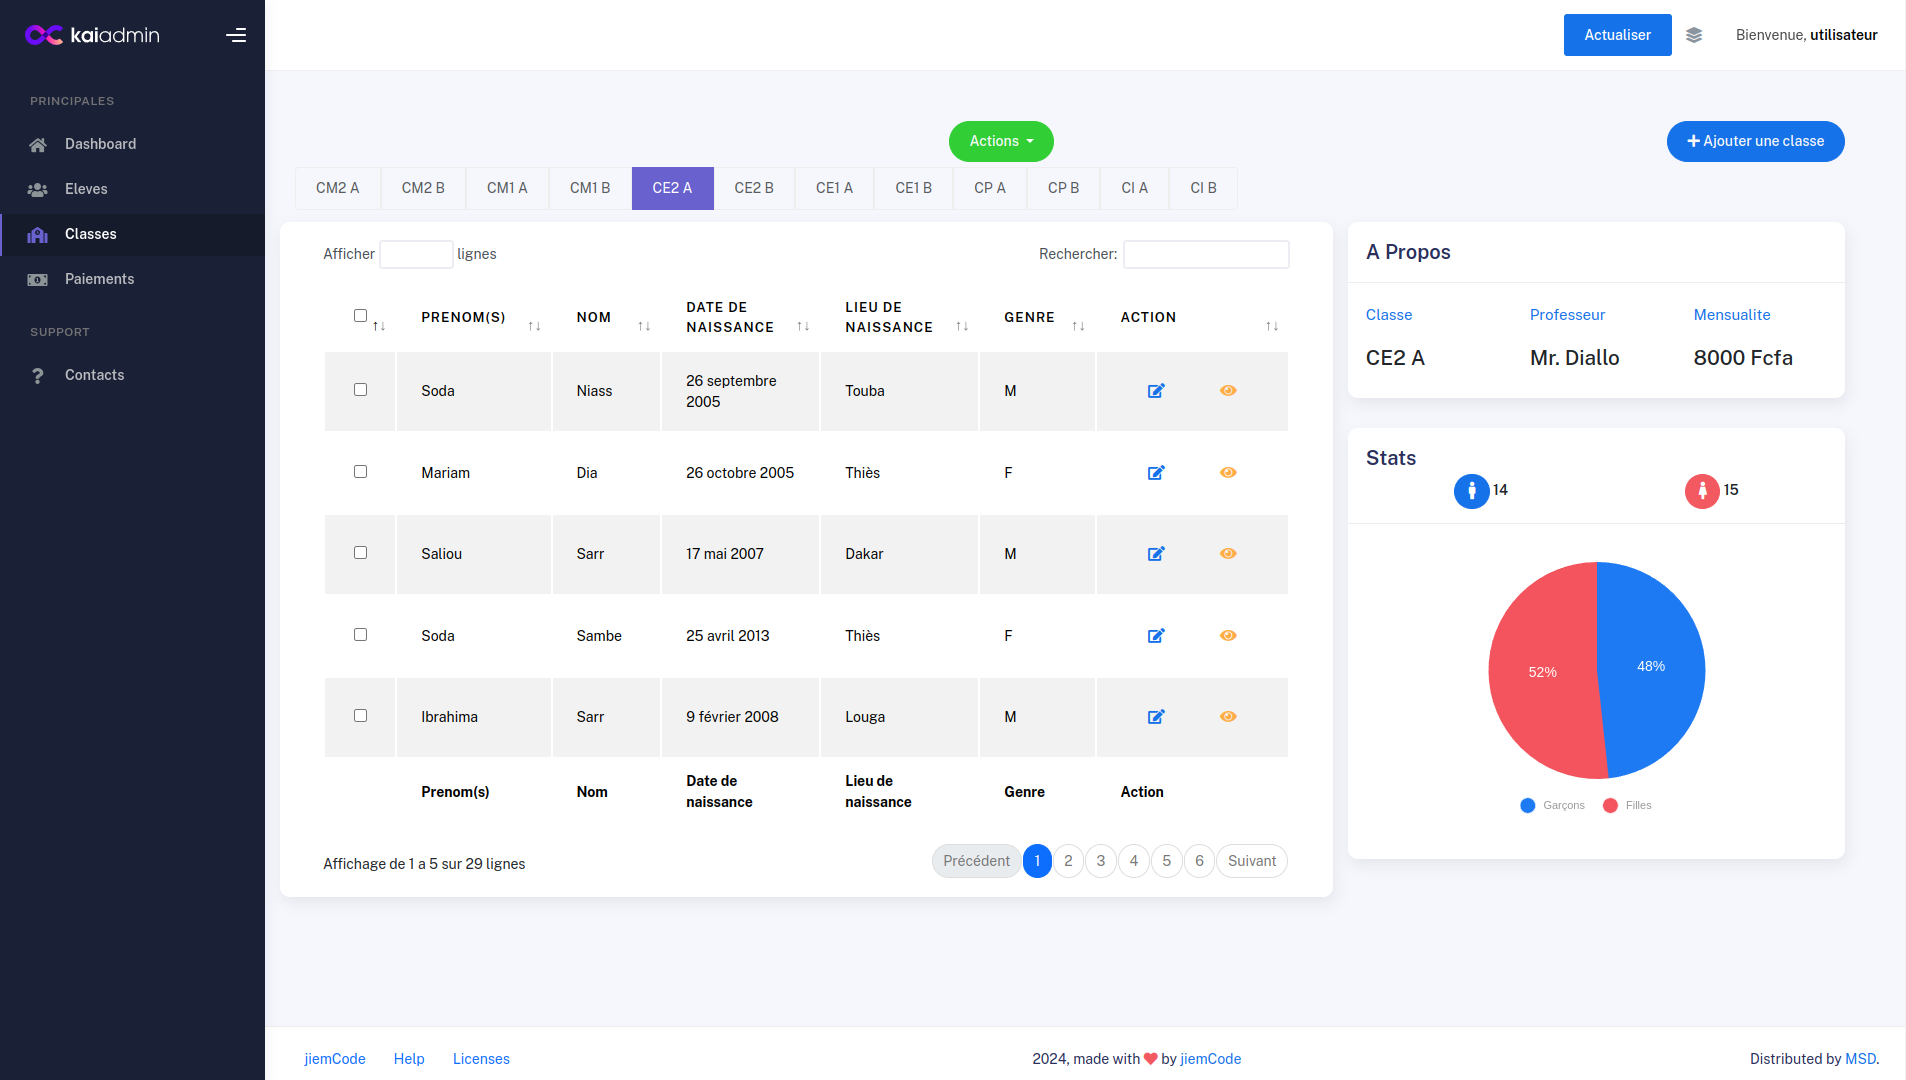 kaiadmin
Actualiser
Bienvenue, utilisateur
PRINCIPALES
Dashboard
Eleves
Classes
Paiements
SUPPORT
Contacts
Actions
Ajouter une classe
CM2 A CM2 B CM1 A CM1 B CE2 A CE2 B CE1 A CE1 B CP A CP B CI A CI B
Afficher lignes
Rechercher:
PRENOM(S) NOM DATE DE NAISSANCE LIEU DE NAISSANCE GENRE ACTION
Soda Niass 26 septembre 2005 Touba M
Mariam Dia 26 octobre 2005 Thiès F
Saliou Sarr 17 mai 2007 Dakar M
Soda Sambe 25 avril 2013 Thiès F
Ibrahima Sarr 9 février 2008 Louga M
Prenom(s) Nom Date de naissance Lieu de naissance Genre Action
Affichage de 1 a 5 sur 29 lignes
Précédent 1 2 3 4 5 6 Suivant
A Propos
Classe Professeur Mensualite
CE2 A Mr. Diallo 8000 Fcfa
Stats
14 15
52% 48%
Garçons Filles
jiemCode Help Licenses
2024, made with by jiemCode
Distributed by MSD.